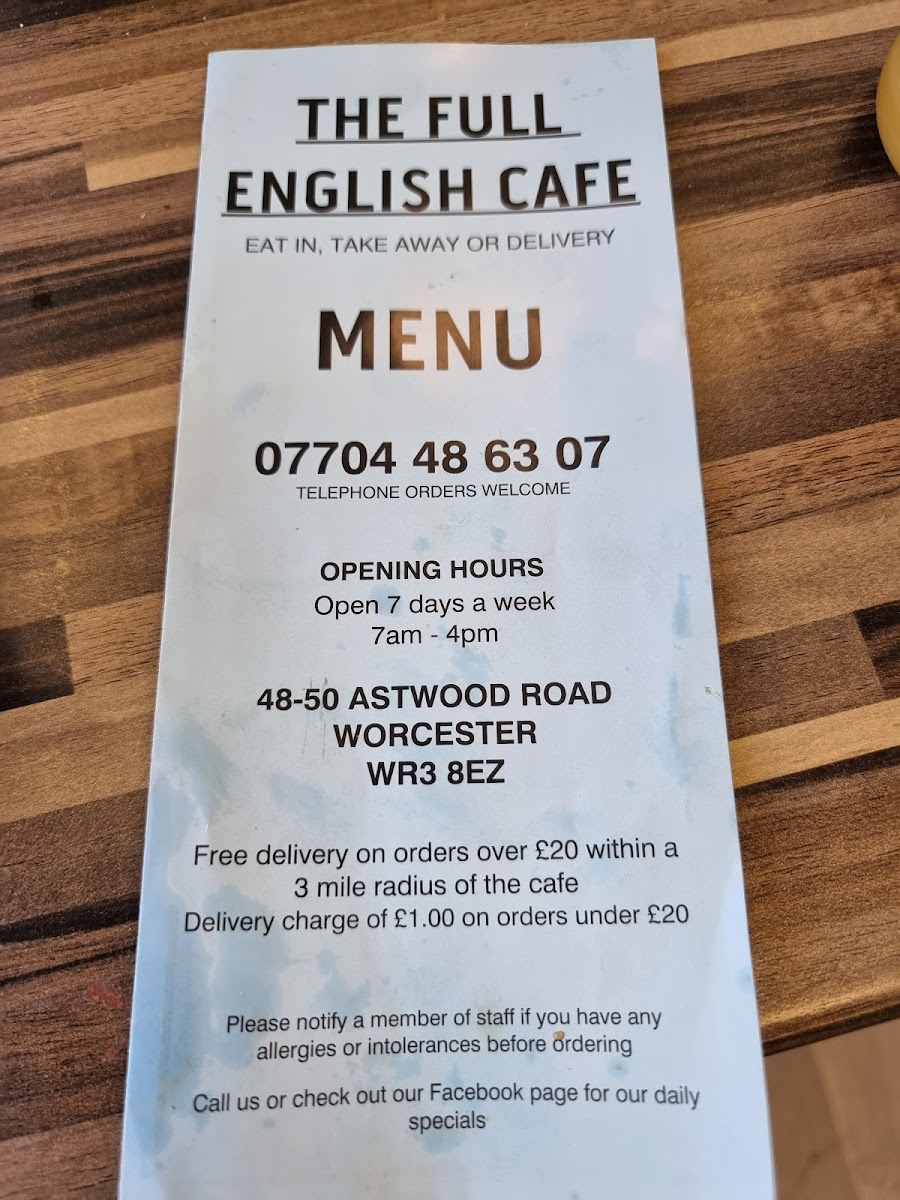 THE FULL
ENGLISH CAFE
EAT IN, TAKE AWAY OR DELIVERY
MENU
07704 48 63 07
TELEPHONE ORDERS WELCOME
OPENING HOURS
Open 7 days a week
7am - 4pm
48-50 ASTWOOD ROAD
WORCESTER
WR3 8EZ
Free delivery on orders over £20 within a
3 mile radius of the cafe
Delivery charge of £1.00 on orders under £20
Please notify a member of staff if you have any
allergies or intolerances before ordering
Call us or check out our Facebook page for our daily
specials